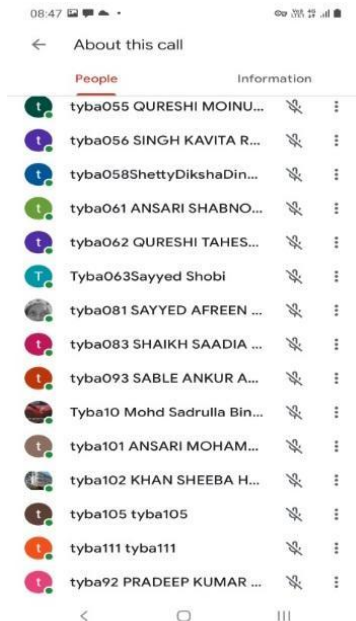 08:47
About this call
People Information
t tyba055 QURESHI MOINU...
t tyba056 SINGH KAVITA R...
t tyba058ShettyDikshaDin...
t tyba061 ANSARI SHABNO...
t tyba062 QURESHI TAHES...
T Tyba063Sayyed Shobi
tyba081 SAYYED AFREEN ...
t tyba083 SHAIKH SAADIA ...
t tyba093 SABLE ANKUR A...
Tyba10 Mohd Sadrulla Bin...
t tyba101 ANSARI MOHAM...
tyba102 KHAN SHEEBA H...
t tyba105 tyba105
t tyba111 tyba111
t tyba92 PRADEEP KUMAR ...